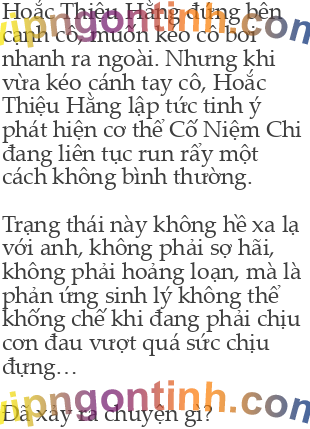 Hoắc Thiệu Hằng đứng bên
cạnh cô, muốn kéo cô bơi
nhanh ra ngoài. Nhưng khi
vừa kéo cánh tay cô, Hoắc
Thiệu Hằng lập tức tinh ý
phát hiện cơ thể Cố Niệm Chi
đang liên tục run rẩy một
cách không bình thường.
Trạng thái này không hề xa lạ
với anh, không phải sợ hãi,
không phải hoảng loạn, mà là
phản ứng sinh lý không thể
khống chế khi đang phải chịu
cơn đau vượt quá sức chịu
đựng…
Đã xảy ra chuyện gì?
vipngontinh.com
vipngontinh.com